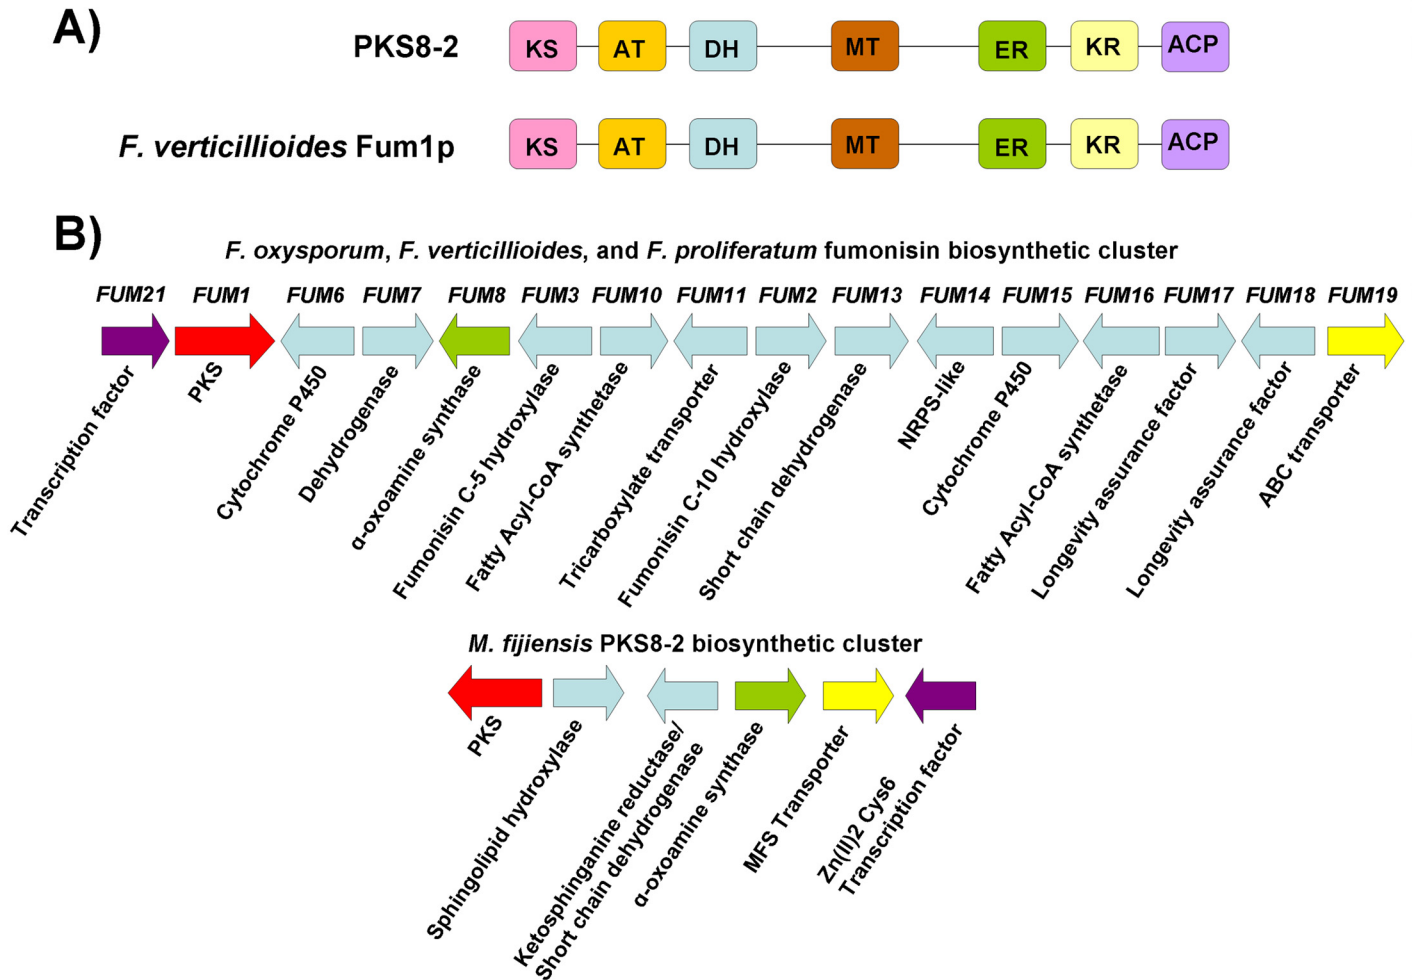 A)
PKS8-2
KS AT DH MT ER KR ACP
F. verticillioides Fum1p
KS AT DH MT ER KR ACP
B)
F. oxysporum, F. verticillioides, and F. proliferatum fumonisin biosynthetic cluster
FUM21 FUM1 FUM6 FUM7 FUM8 FUM3 FUM10 FUM11 FUM2 FUM13 FUM14 FUM15 FUM16 FUM17 FUM18 FUM19
Transcription factor
PKS
Cytochrome P450
Dehydrogenase
α-oxoamine synthase
Fumonisin C-5 hydroxylase
Fatty Acyl-CoA synthetase
Tricarboxylate transporter
Fumonisin C-10 hydroxylase
Short chain dehydrogenase
NRPS-like
Cytochrome P450
Fatty Acyl-CoA synthetase
Longevity assurance factor
Longevity assurance factor
ABC transporter
M. fijiensis PKS8-2 biosynthetic cluster
PKS
Sphingolipid hydroxylase
Ketosphinganine reductase/
Short chain dehydrogenase
α-oxoamine synthase
MFS Transporter
Zn(II)2 Cys6
Transcription factor